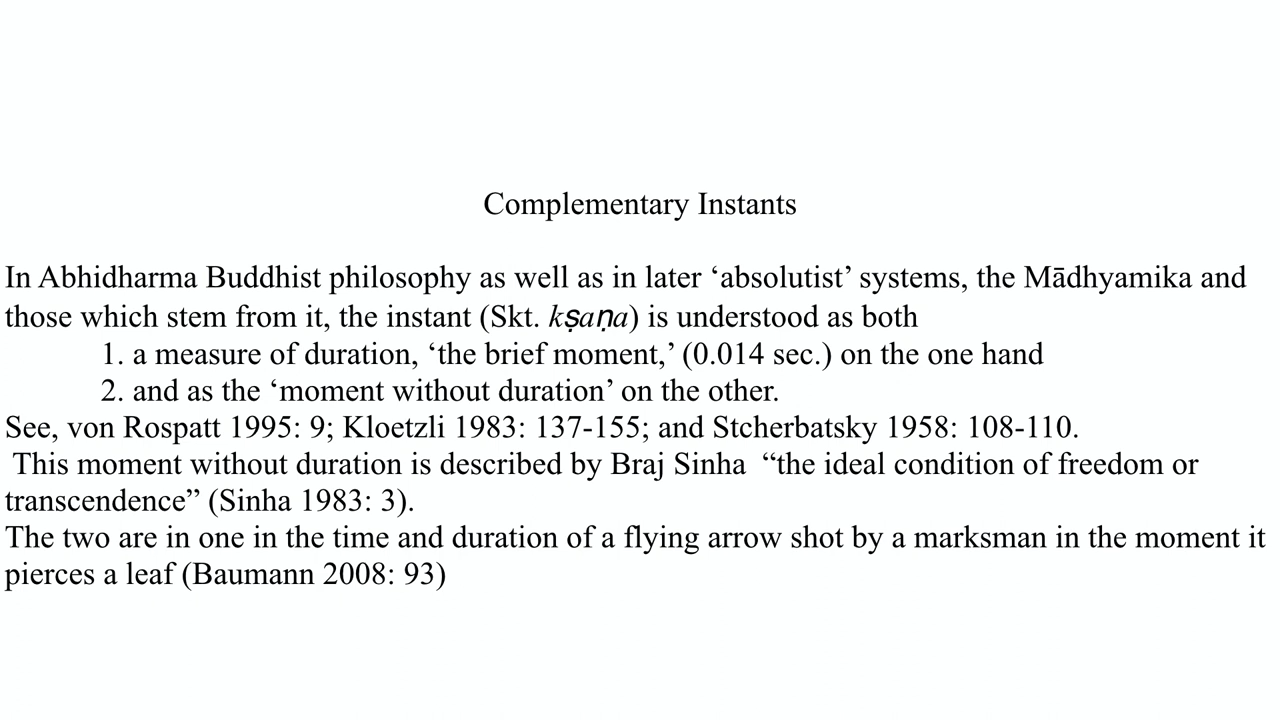 Complementary Instants
In Abhidharma Buddhist philosophy as well as in later ‘absolutist’ systems, the Mādhyamika and
those which stem from it, the instant (Skt. kṣaṇa) is understood as both
1. a measure of duration, ‘the brief moment,’ (0.014 sec.) on the one hand
2. and as the ‘moment without duration’ on the other.
See, von Rospatt 1995: 9; Kloetzli 1983: 137-155; and Stcherbatsky 1958: 108-110.
This moment without duration is described by Braj Sinha “the ideal condition of freedom or
transcendence” (Sinha 1983: 3).
The two are in one in the time and duration of a flying arrow shot by a marksman in the moment it
pierces a leaf (Baumann 2008: 93)